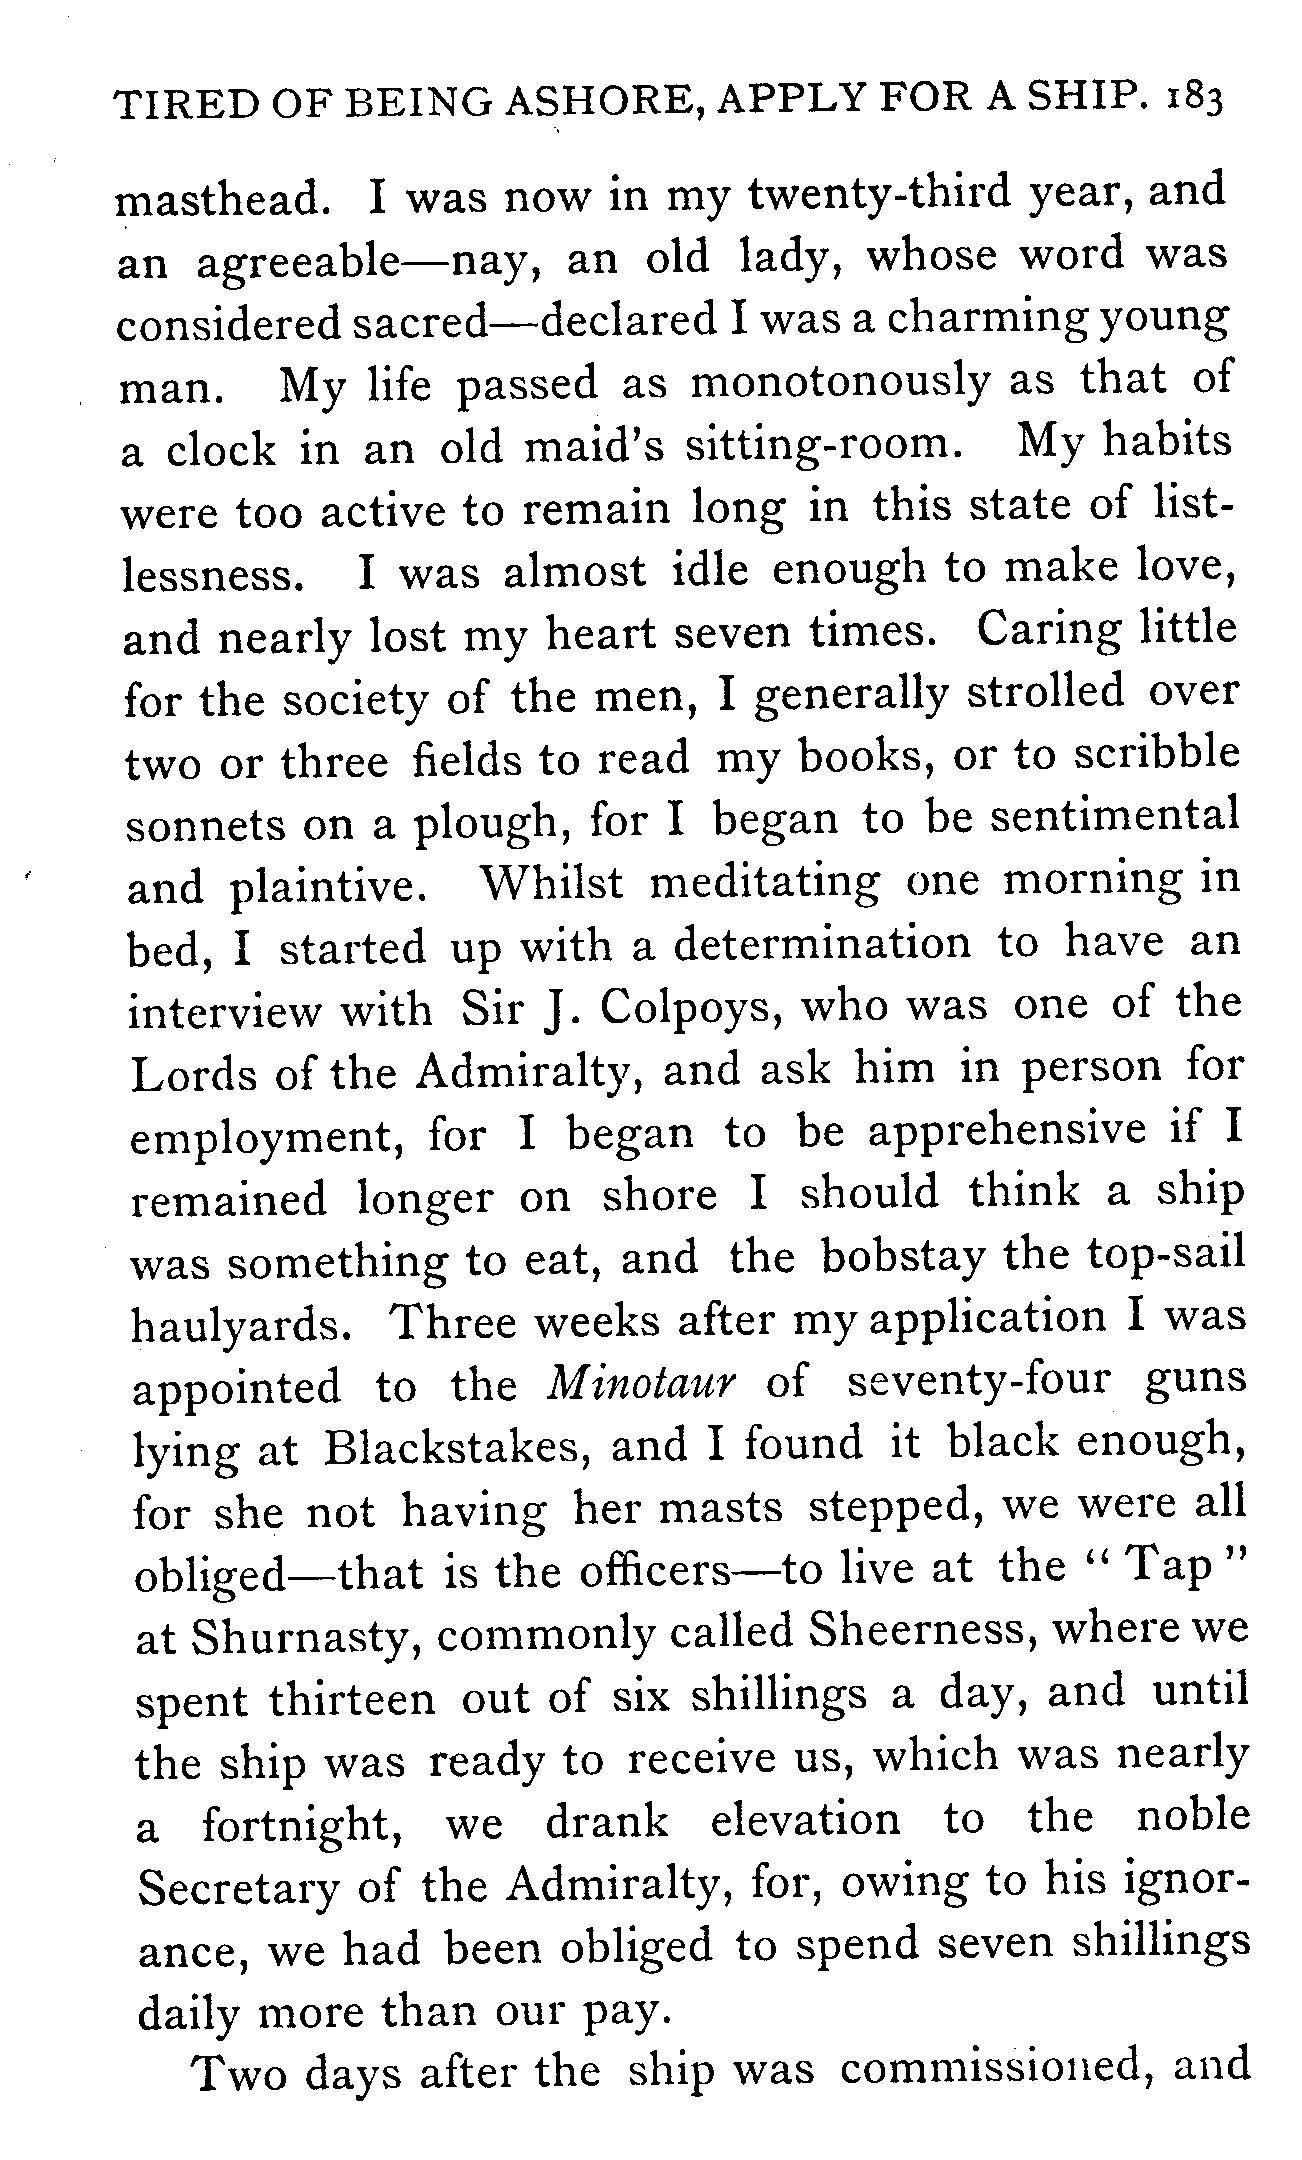 TIRED OF BEING ASHORE, APPLY FOR A SHIP. 183
masthead. I was now in my twenty-third year, and
an agreeable—nay, an old lady, whose word was
considered sacred—declared I was a charming young
man. My life passed as monotonously as that of
a clock in an old maid's sitting-room. My habits
were too active to remain long in this state of list-
lessness. I was almost idle enough to make love,
and nearly lost my heart seven times. Caring little
for the society of the men, I generally strolled over
two or three fields to read my books, or to scribble
sonnets on a plough, for I began to be sentimental
and plaintive. Whilst meditating one morning in
bed, I started up with a determination to have an
interview with Sir J. Colpoys, who was one of the
Lords of the Admiralty, and ask him in person for
employment, for I began to be apprehensive if I
remained longer on shore I should think a ship
was something to eat, and the bobstay the top-sail
haulyards. Three weeks after my application I was
appointed to the Minotaur of seventy-four guns
lying at Blackstakes, and I found it black enough,
for she not having her masts stepped, we were all
obliged—that is the officers—to live at the “ Tap ”
at Shurnasty, commonly called Sheerness, where we
spent thirteen out of six shillings a day, and until
the ship was ready to receive us, which was nearly
a fortnight, we drank elevation to the noble
Secretary of the Admiralty, for, owing to his ignor-
ance, we had been obliged to spend seven shillings
daily more than our pay.
Two days after the ship was commissioned, and